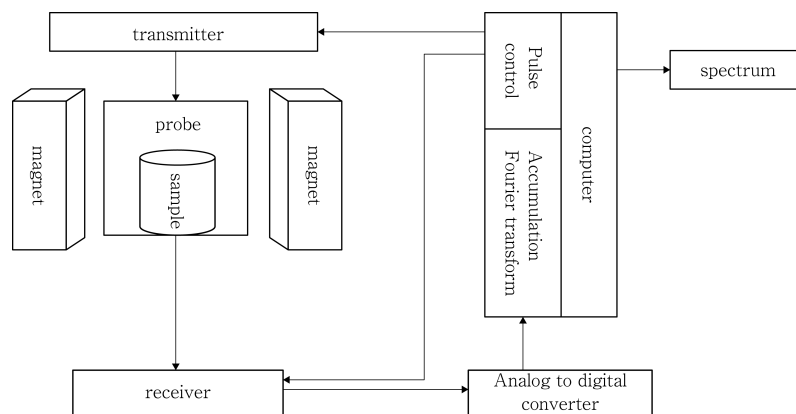 transmitter
Pulse
control
spectrum
computer
probe
magnet
magnet
sample
Accumulation
Fourier transform
receiver
Analog to digital
converter